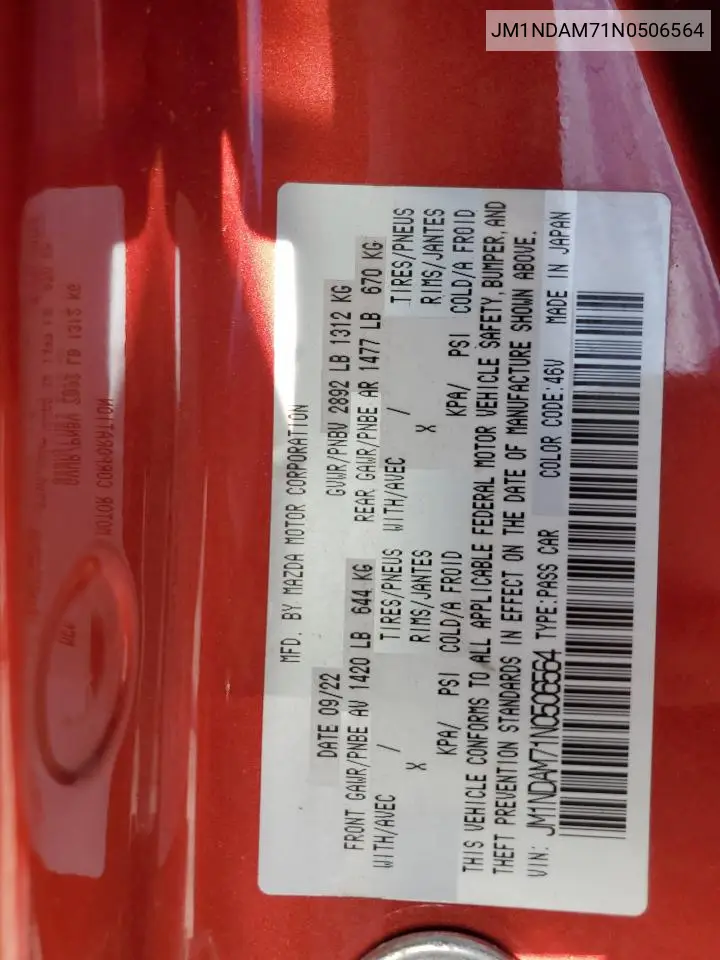 JM1NDAM71N0506564
MFD. BY MAZDA MOTOR CORPORATION
DATE 09/22 GVWR/PNBV 2892 LB 1312 KG
FRONT GAWR/PNBE AV 1420 LB 644 KG REAR GAWR/PNBE AR 1477 LB 670 KG
WITH/AVEC / TIRES/PNEUS WITH/AVEC / TIRES/PNEUS
X RIMS/JANTES X RIMS/JANTES
KPA/ PSI COLD/A FROID KPA/ PSI COLD/A FROID
THIS VEHICLE CONFORMS TO ALL APPLICABLE FEDERAL MOTOR VEHICLE SAFETY, BUMPER, AND
THEFT PREVENTION STANDARDS IN EFFECT ON THE DATE OF MANUFACTURE SHOWN ABOVE.
VIN: JM1NDAM71N0506564 TYPE:PASS CAR COLOR CODE:46V MADE IN JAPAN
MOTOR CORPORATION